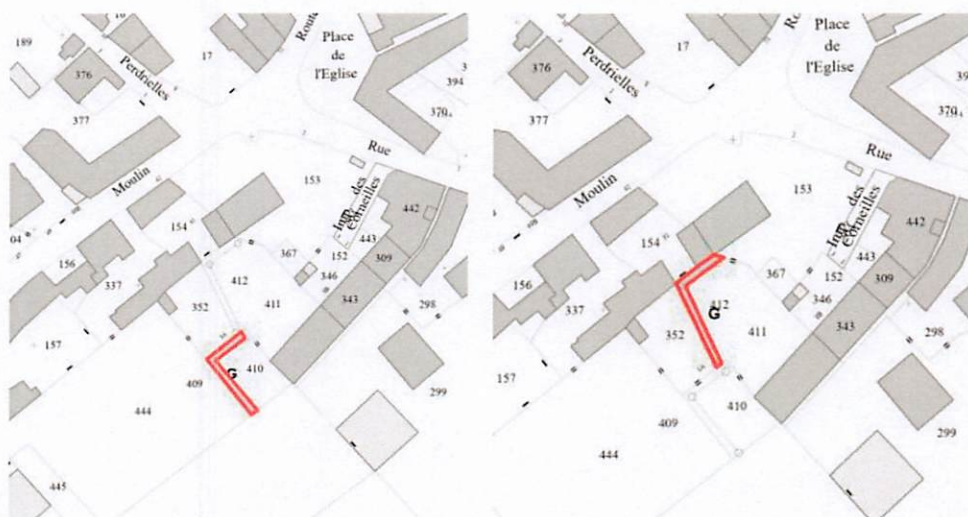 189
376
Perdrielles
377
17
Route
Place
de
l'Eglise
394
370
Rue
Moulin
153
Imp des
Corneilles
442
443
152
309
154
367
346
343
156
337
412
352
411
298
157
409
G
410
299
444
445
376
Perdrielles
377
17
Place
de
l'Eglise
370
Rue
Moulin
153
Imp des
Corneilles
442
443
152
309
154
367
346
343
156
337
412
G
352
411
298
157
410
409
299
444